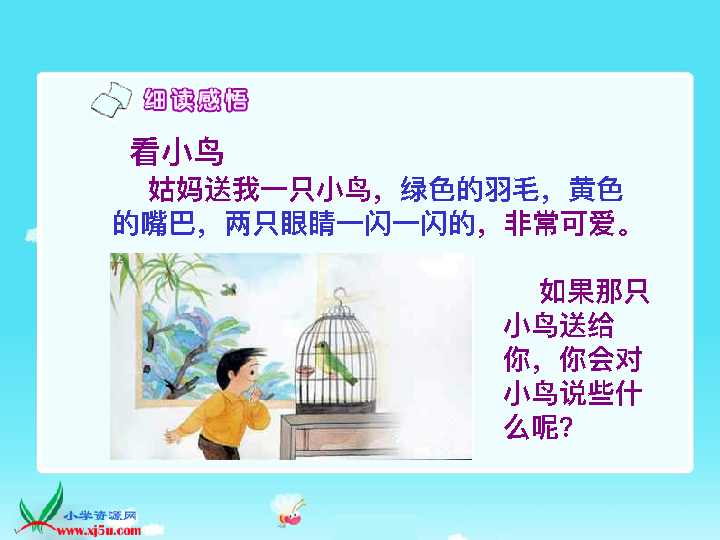 细读感悟
看小鸟
姑妈送我一只小鸟，绿色的羽毛，黄色
的嘴巴，两只眼睛一闪一闪的，非常可爱。
如果那只
小鸟送给
你，你会对
小鸟说些什
么呢？
小学资源网
www.xj5u.com